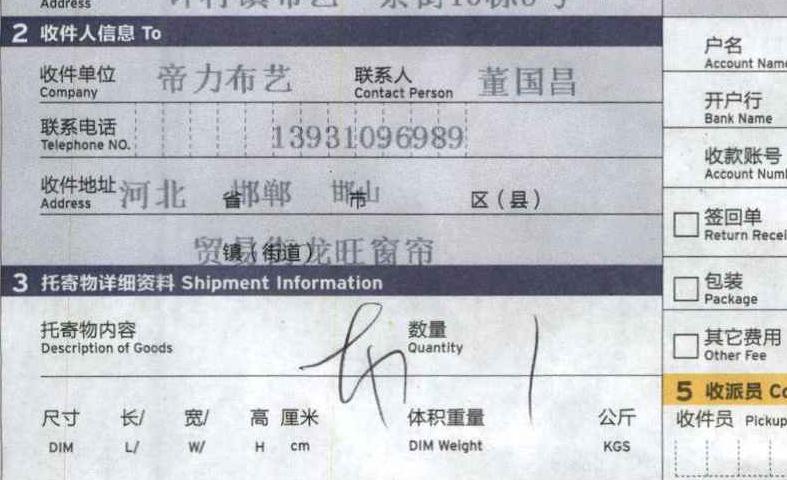 Address
2 收件人信息 To
收件单位 帝力布艺 联系人 董国昌
Company Contact Person
联系电话 13931096989
Telephone NO.
收件地址 河北 省 邯郸 市 邯山 区(县)
Address
贸易街龙旺窗帘 镇(街道)
3 托寄物详细资料 Shipment Information
托寄物内容 数量 1
Description of Goods Quantity
尺寸 长/ 宽/ 高 厘米 体积重量 公斤
DIM L/ W/ H cm DIM Weight KGS
户名
Account Name
开户行
Bank Name
收款账号
Account Num
签回单
Return Recei
包装
Package
其它费用
Other Fee
5 收派员 Co
收件员 Pickup